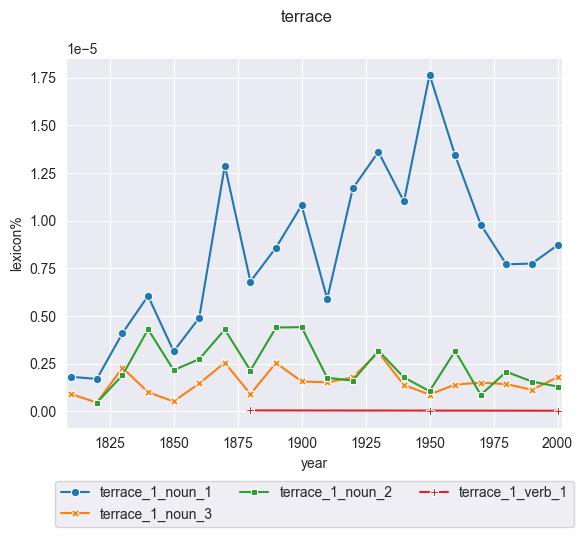 terrace
1e−5
1.75
1.50
1.25
1.00
0.75
0.50
0.25
0.00
lexicon%
1825 1850 1875 1900 1925 1950 1975 2000
year
terrace_1_noun_1 terrace_1_noun_2 terrace_1_verb_1
terrace_1_noun_3